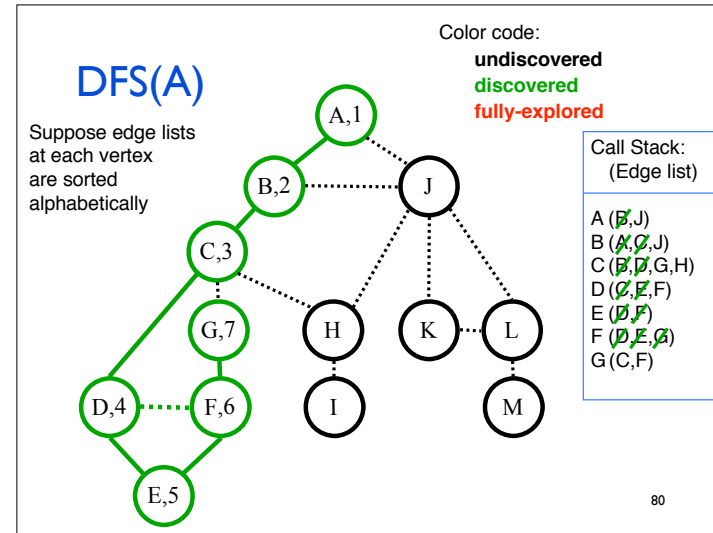 Color code:
undiscovered
discovered
fully-explored
DFS(A)
Suppose edge lists
at each vertex
are sorted
alphabetically
A,1
B,2
J
C,3
G,7
H
K
L
D,4
F,6
I
M
E,5
Call Stack:
(Edge list)
A (B,J)
B (A,C,J)
C (B,D,G,H)
D (C,E,F)
E (D,F)
F (D,E,G)
G (C,F)
80